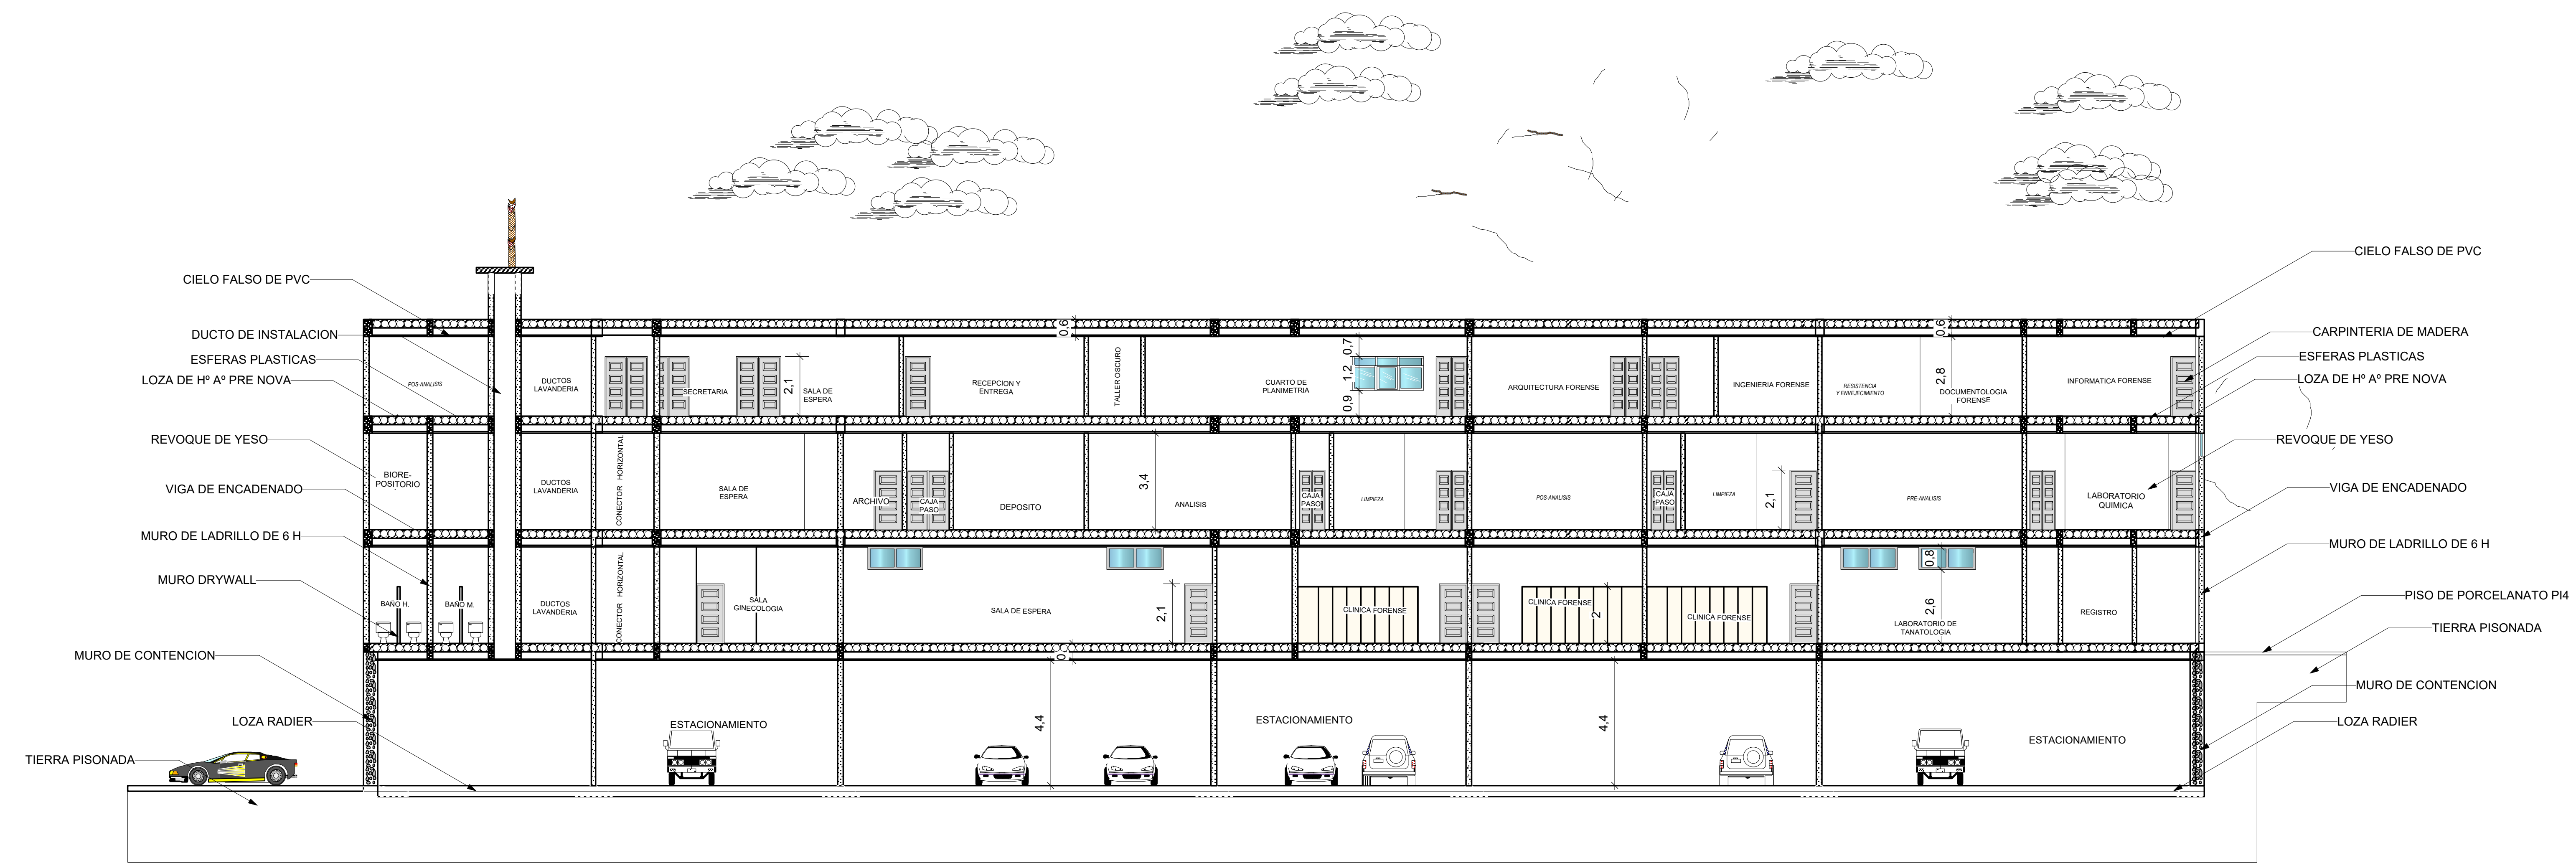 CIELO FALSO DE PVC
DUCTO DE INSTALACION
ESFERAS PLASTICAS
LOZA DE Hº Aº PRE NOVA
REVOQUE DE YESO
VIGA DE ENCADENADO
MURO DE LADRILLO DE 6 H
MURO DRYWALL
MURO DE CONTENCION
LOZA RADIER
TIERRA PISONADA
0,6
0,6
POS-ANALISIS
DUCTOS
LAVANDERIA
SECRETARIA
2,1
SALA DE
ESPERA
RECEPCION Y
ENTREGA
TALLER OSCURO
CUARTO DE
PLANIMETRIA
0,7
1,2
0,9
ARQUITECTURA FORENSE
INGENIERIA FORENSE
RESISTENCIA
Y ENVEJECIMIENTO
2,8
DOCUMENTOLOGIA
FORENSE
INFORMATICA FORENSE
BIORE-
POSITORIO
DUCTOS
LAVANDERIA
CONECTOR HORIZONTAL
SALA DE
ESPERA
ARCHIVO
CAJA
PASO
DEPOSITO
3,4
ANALISIS
CAJA
PASO
LIMPIEZA
POS-ANALISIS
CAJA
PASO
LIMPIEZA
2,1
PRE-ANALISIS
LABORATORIO
QUIMICA
BAÑO H.
BAÑO M.
DUCTOS
LAVANDERIA
CONECTOR HORIZONTAL
SALA
GINECOLOGIA
SALA DE ESPERA
2,1
CLINICA FORENSE
CLINICA FORENSE
2
CLINICA FORENSE
0,8
2,6
LABORATORIO DE
TANATOLOGIA
REGISTRO
ESTACIONAMIENTO
4,4
ESTACIONAMIENTO
4,4
ESTACIONAMIENTO
CIELO FALSO DE PVC
CARPINTERIA DE MADERA
ESFERAS PLASTICAS
LOZA DE Hº Aº PRE NOVA
REVOQUE DE YESO
VIGA DE ENCADENADO
MURO DE LADRILLO DE 6 H
PISO DE PORCELANATO PI4
TIERRA PISONADA
MURO DE CONTENCION
LOZA RADIER